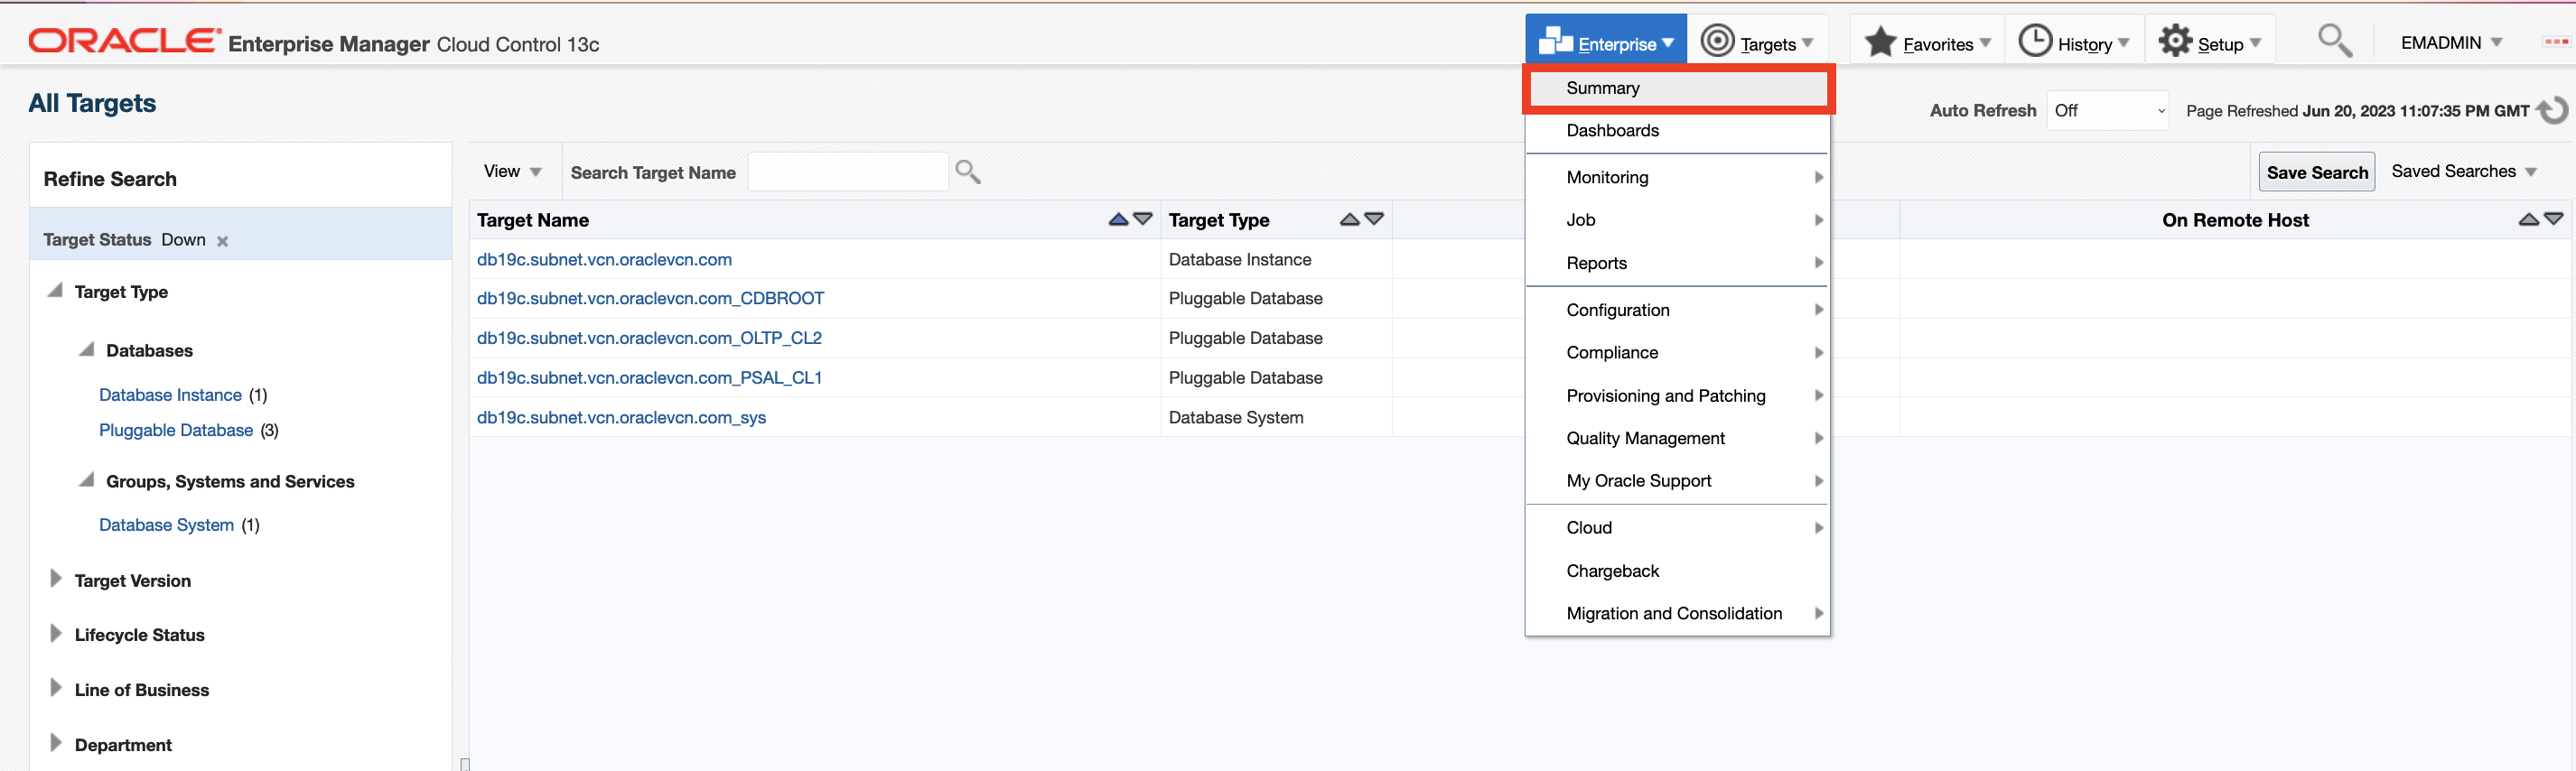 ORACLE® Enterprise Manager Cloud Control 13c
Enterprise
Targets
Favorites
History
Setup
EMADMIN
All Targets
Auto Refresh Off
Page Refreshed Jun 20, 2023 11:07:35 PM GMT
Refine Search
Target Status Down
Target Type
Databases
Database Instance (1)
Pluggable Database (3)
Groups, Systems and Services
Database System (1)
Target Version
Lifecycle Status
Line of Business
Department
View
Search Target Name
Save Search
Saved Searches
Target Name
Target Type
On Remote Host
db19c.subnet.vcn.oraclevcn.com
Database Instance
db19c.subnet.vcn.oraclevcn.com_CDBROOT
Pluggable Database
db19c.subnet.vcn.oraclevcn.com_OLTP_CL2
Pluggable Database
db19c.subnet.vcn.oraclevcn.com_PSAL_CL1
Pluggable Database
db19c.subnet.vcn.oraclevcn.com_sys
Database System
Summary
Dashboards
Monitoring
Job
Reports
Configuration
Compliance
Provisioning and Patching
Quality Management
My Oracle Support
Cloud
Chargeback
Migration and Consolidation